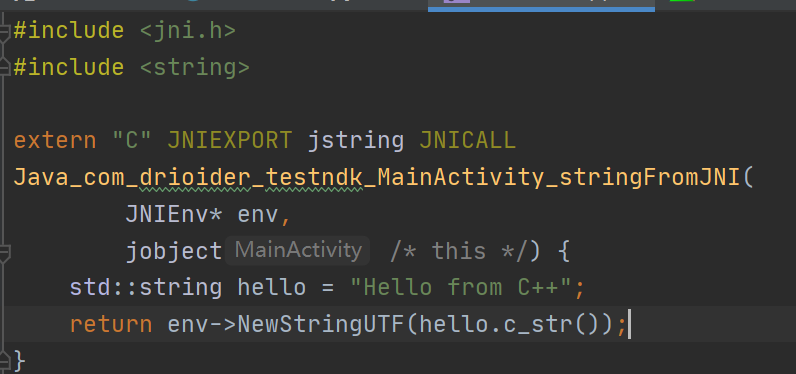 #include <jni.h>
#include <string>
extern "C" JNIEXPORT jstring JNICALL
Java_com_drioider_testndk_MainActivity_stringFromJNI(
JNIEnv* env,
jobject MainActivity /* this */) {
std::string hello = "Hello from C++";
return env->NewStringUTF(hello.c_str());
}